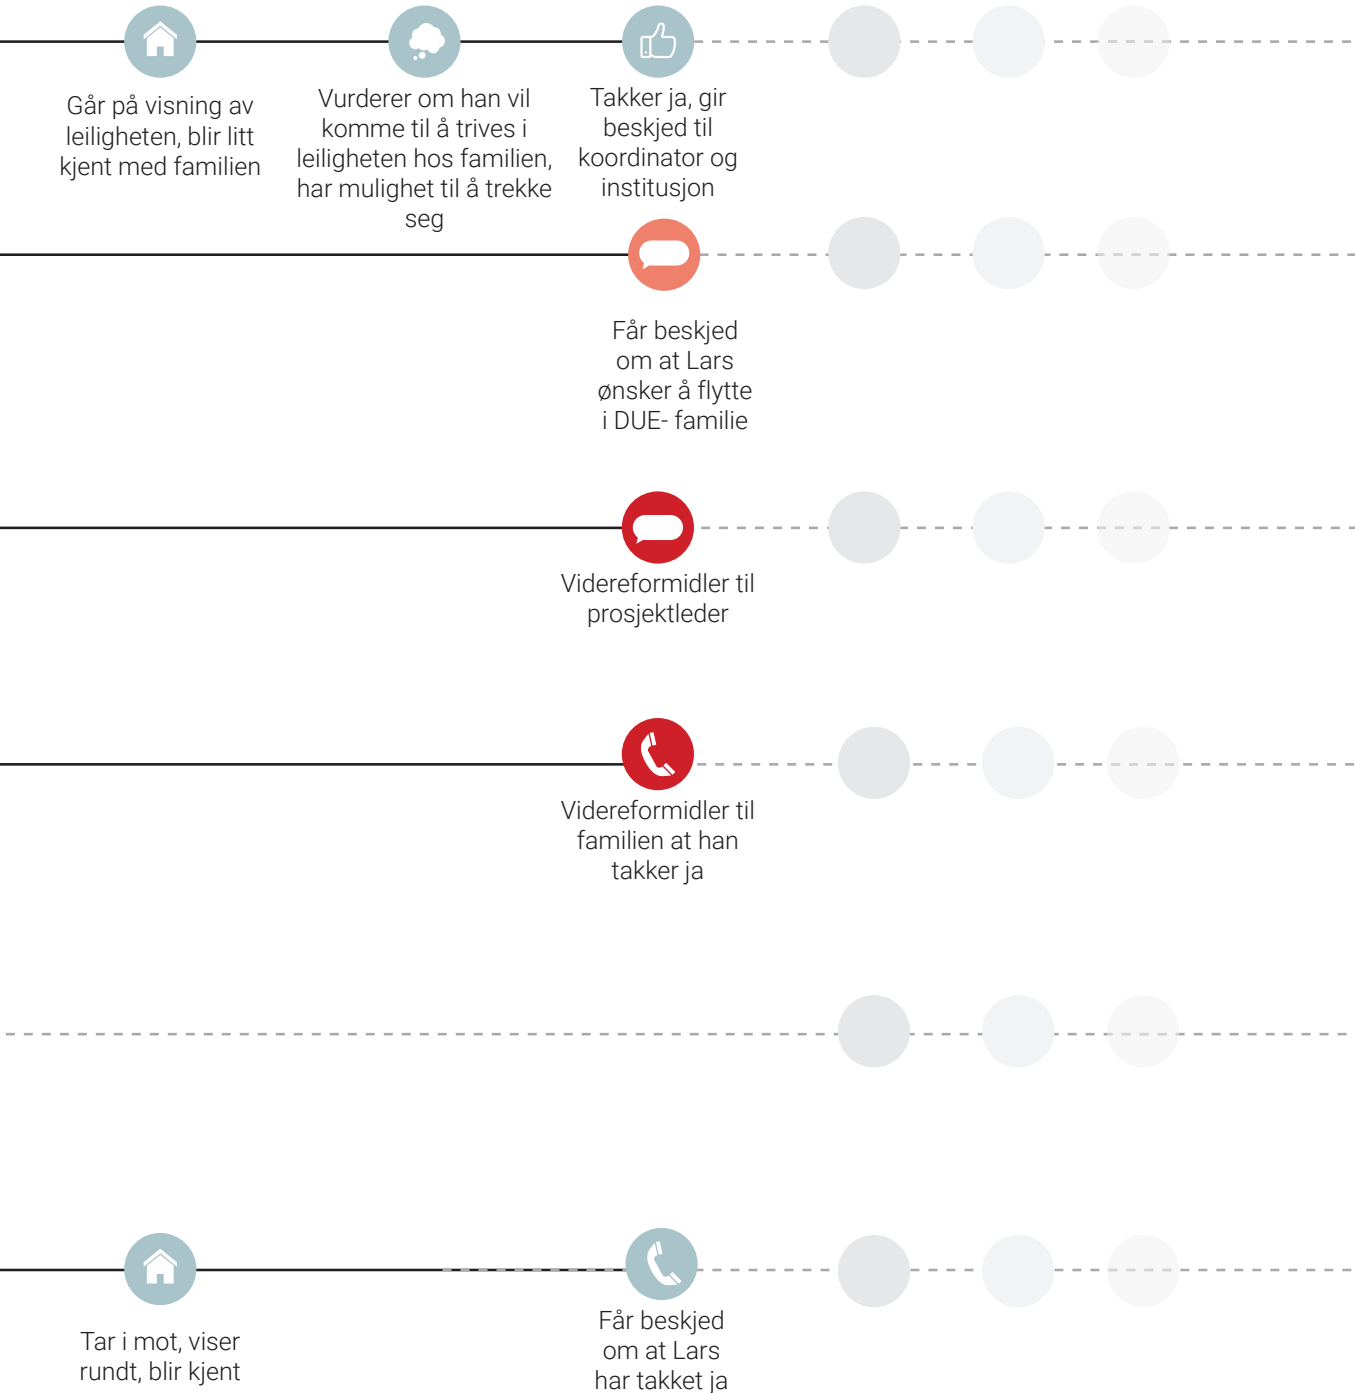 Går på visning av
leiligheten, blir litt
kjent med familien
Vurderer om han vil
komme til å trives i
leiligheten hos familien,
har mulighet til å trekke
seg
Takker ja, gir
beskjed til
koordinator og
institusjon
Får beskjed
om at Lars
ønsker å flytte
i DUE- familie
Videreformidler til
prosjektleder
Videreformidler til
familien at han
takker ja
Tar i mot, viser
rundt, blir kjent
Får beskjed
om at Lars
har takket ja